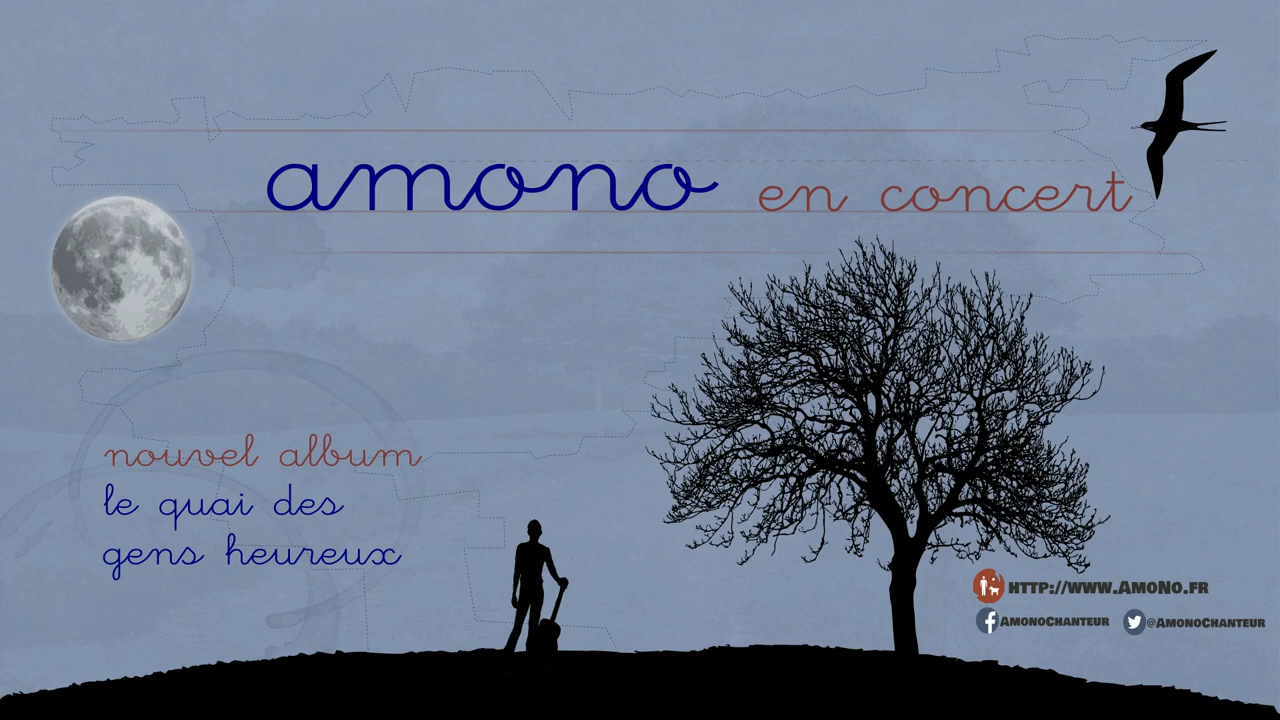 amono en concert
nouvel album
le quai des
gens heureux
HTTP://WWW.AMONO.FR
AMONOCHANTEUR @AMONOCHANTEUR